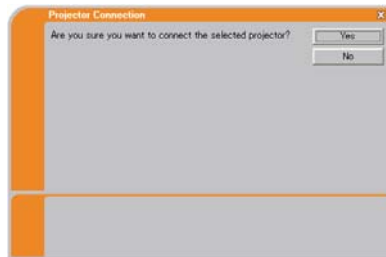 Projector Connection X
Are you sure you want to connect the selected projector? Yes
No